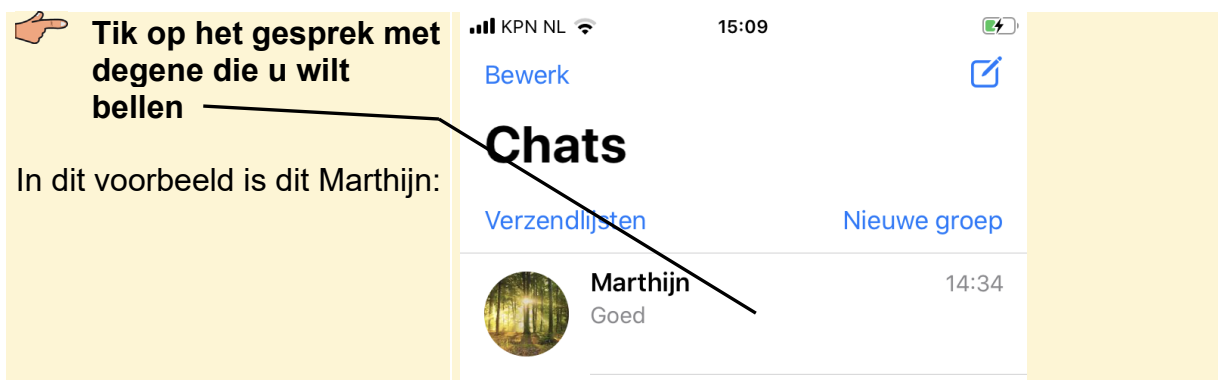 Tik op het gesprek met
degene die u wilt
bellen
In dit voorbeeld is dit Marthijn:
KPN NL 15:09
Bewerk
Chats
Verzendlijsten Nieuwe groep
Marthijn 14:34
Goed